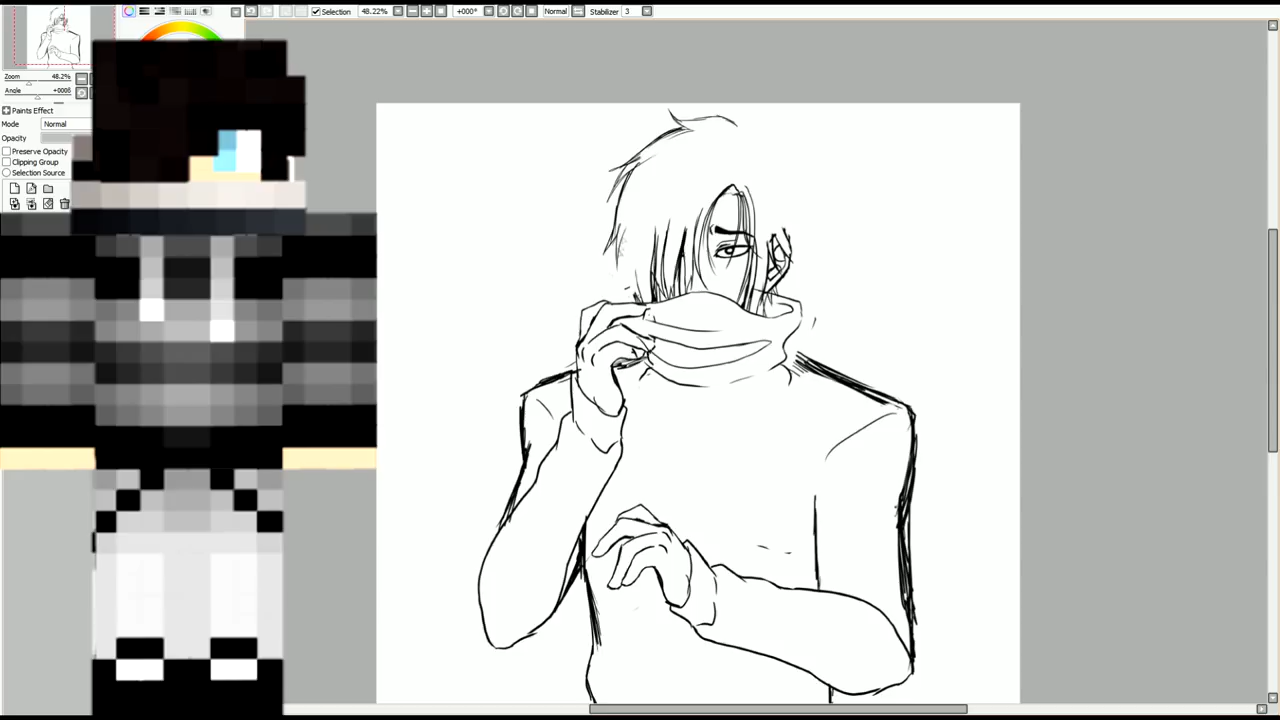 Selection 48.22% +000° Normal Stabilizer 3
Zoom 48.2%
Angle +000ß
Paints Effect
Mode Normal
Opacity
Preserve Opacity
Clipping Group
Selection Source